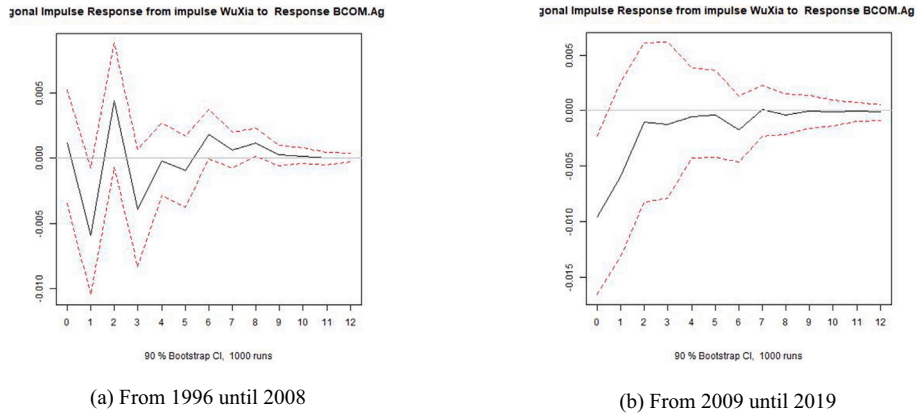 gonal Impulse Response from impulse WuXia to Response BCOM.Ag
0.005
0.000
-0.005
-0.010
0 1 2 3 4 5 6 7 8 9 10 11 12
90 % Bootstrap CI, 1000 runs
(a) From 1996 until 2008
gonal Impulse Response from impulse WuXia to Response BCOM.Ag
0.005
0.000
-0.005
-0.010
-0.015
0 1 2 3 4 5 6 7 8 9 10 11 12
90 % Bootstrap CI, 1000 runs
(b) From 2009 until 2019